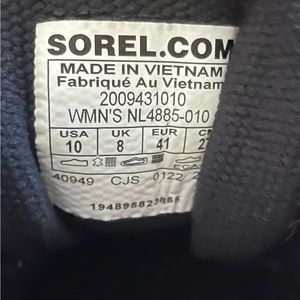 SOREL.COM
MADE IN VIETNAM
Fabriqué Au Vietnam
2009431010
WMN'S NL4885-010
USA UK EUR
10 8 41
40949 CJS 0122